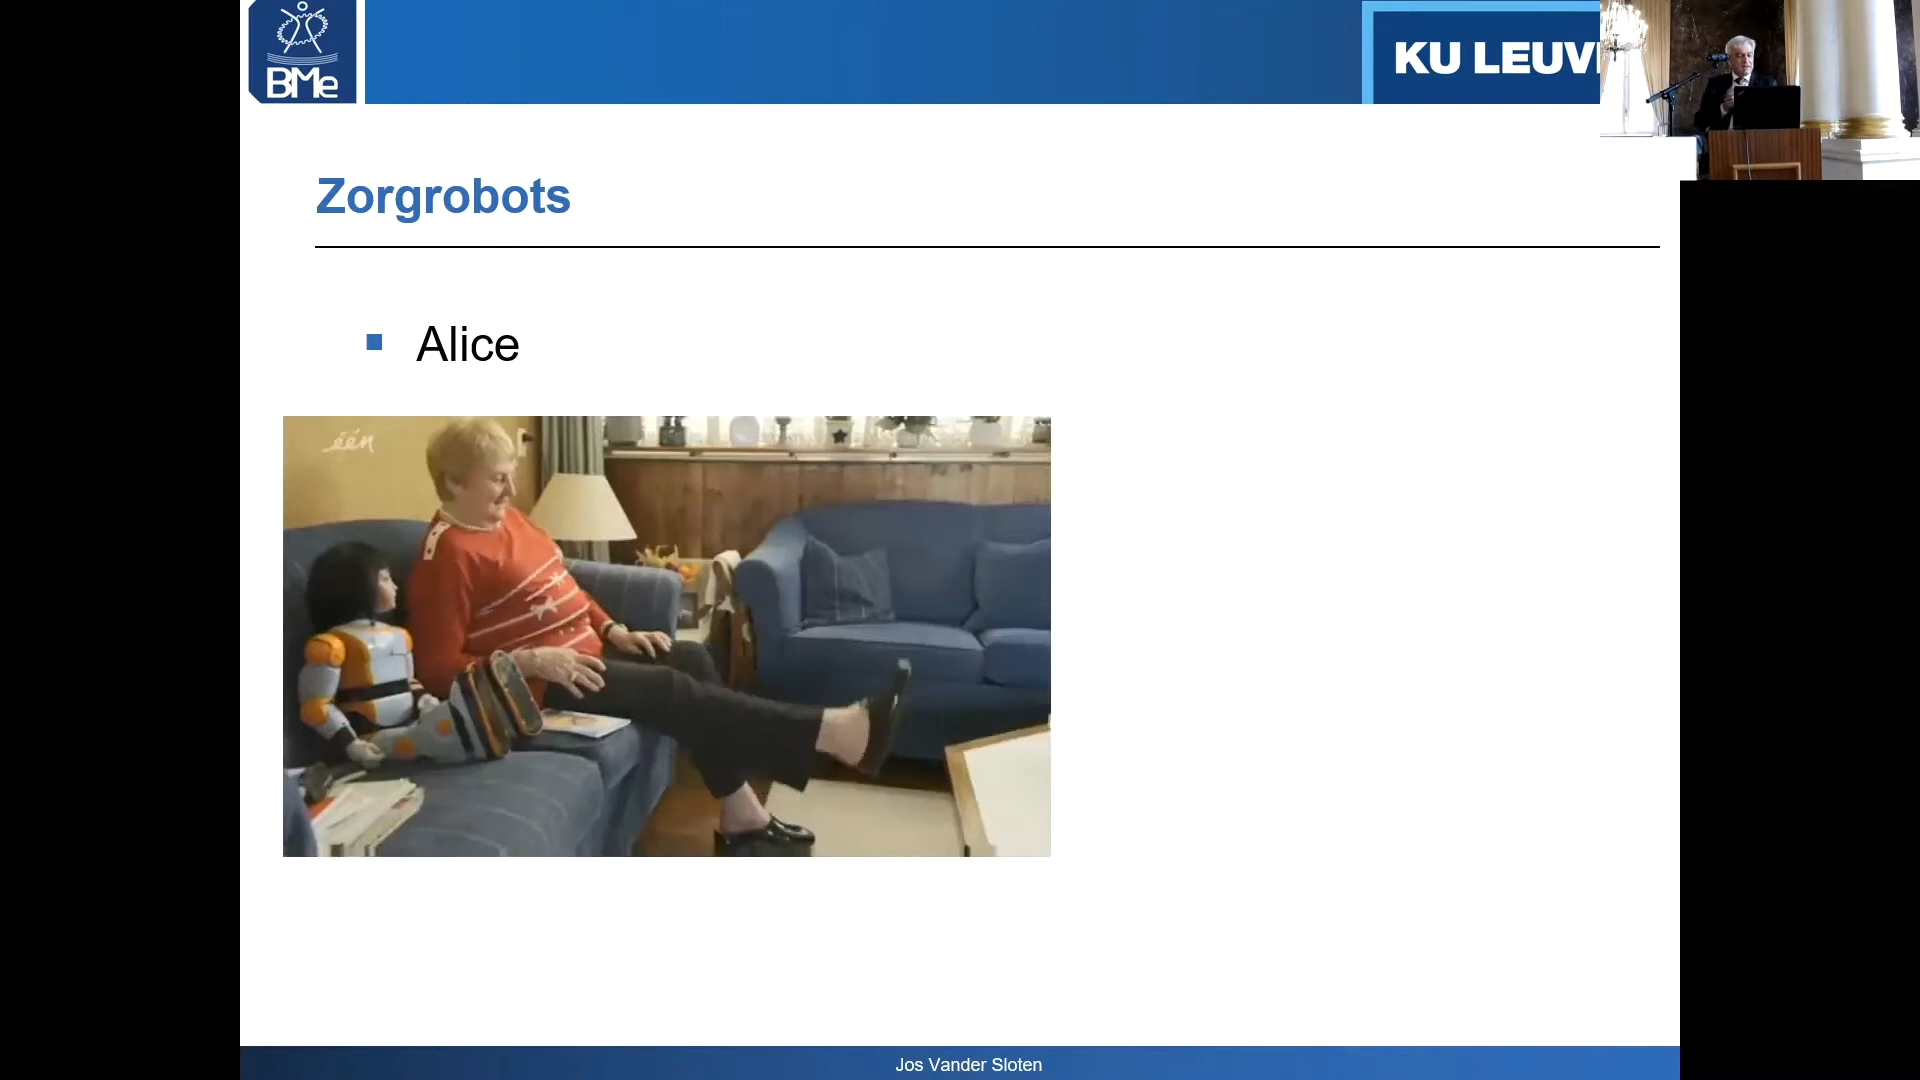 BMe
KU LEUV
Zorgrobots
Alice
één
Jos Vander Sloten